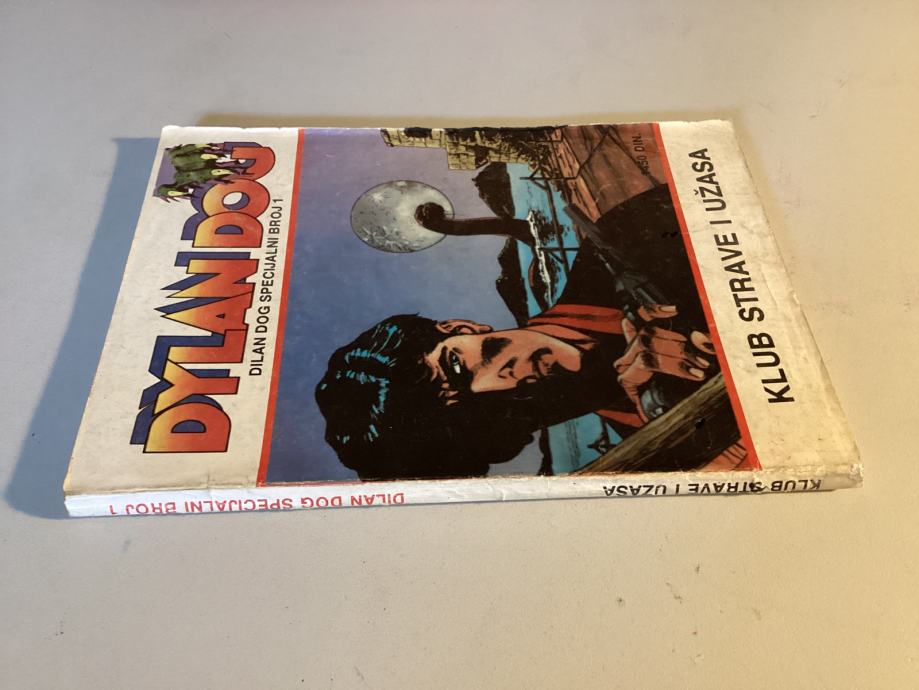 DYLAN DOG
DILAN DOG SPECIJALNI BROJ 1
DIN.
KLUB STRAVE I UŽASA
DILAN DOG SPECIJALNI BROJ 1
KLUB STRAVE I UŽASA